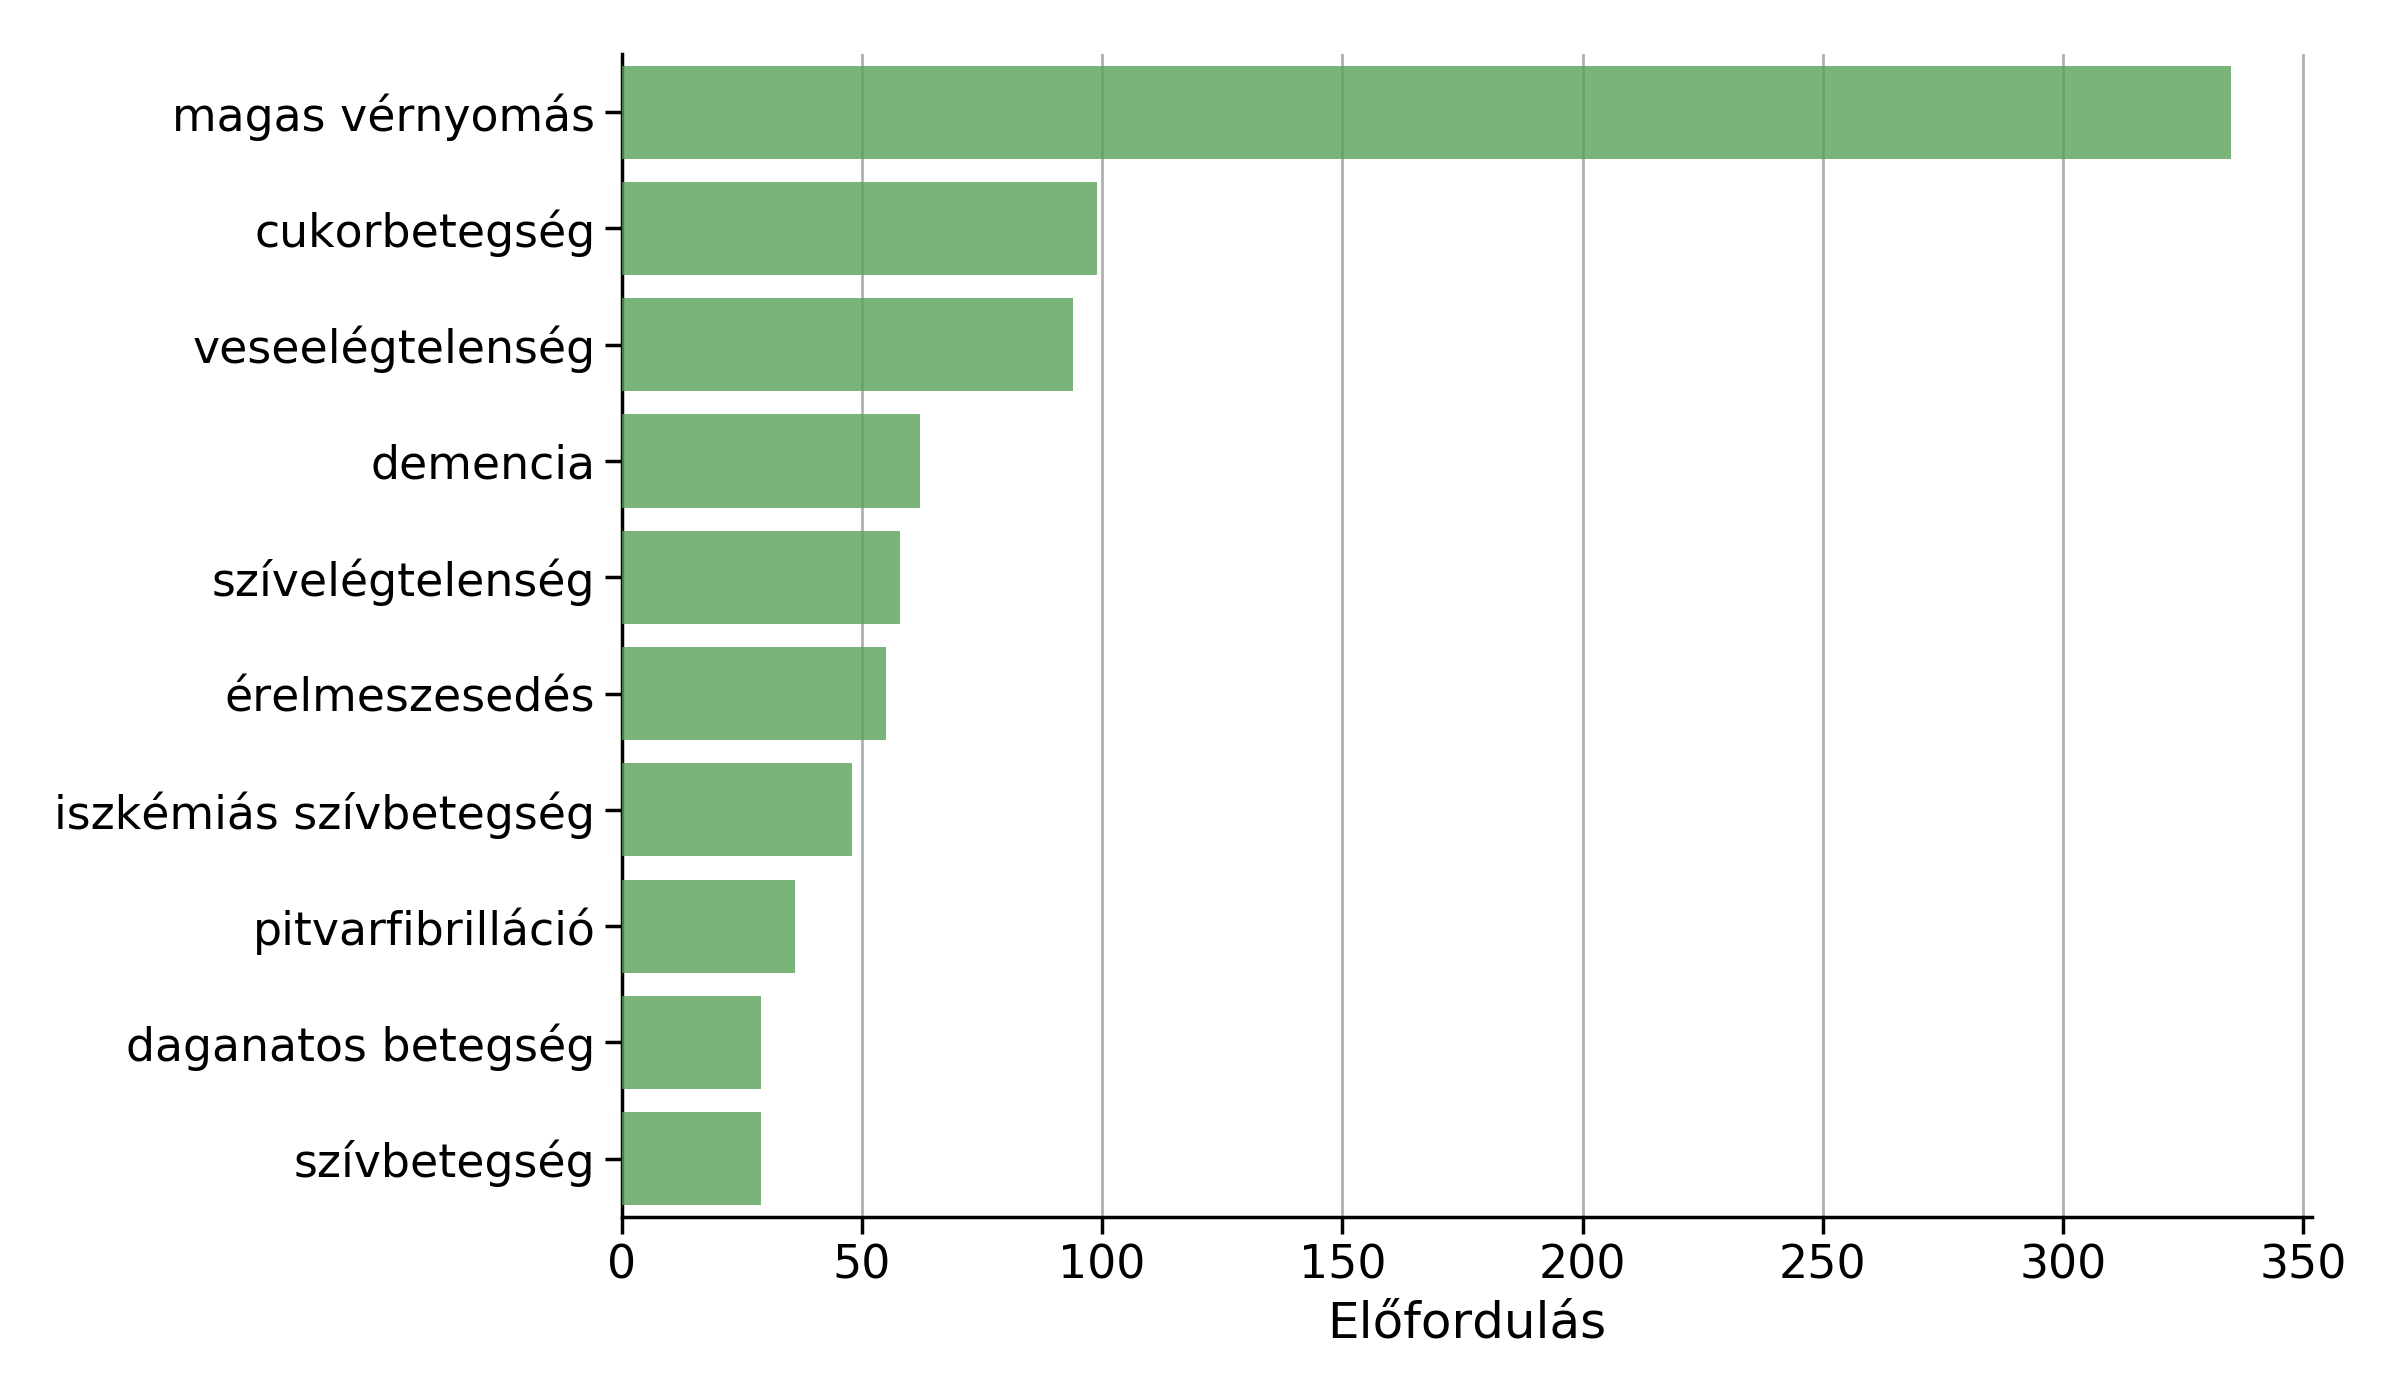 magas vérnyomás
cukorbetegség
veseelégtelenség
demencia
szívelégtelenség
érelmeszesedés
iszkémiás szívbetegség
pitvarfibrilláció
daganatos betegség
szívbetegség
0 50 100 150 200 250 300 350
Előfordulás